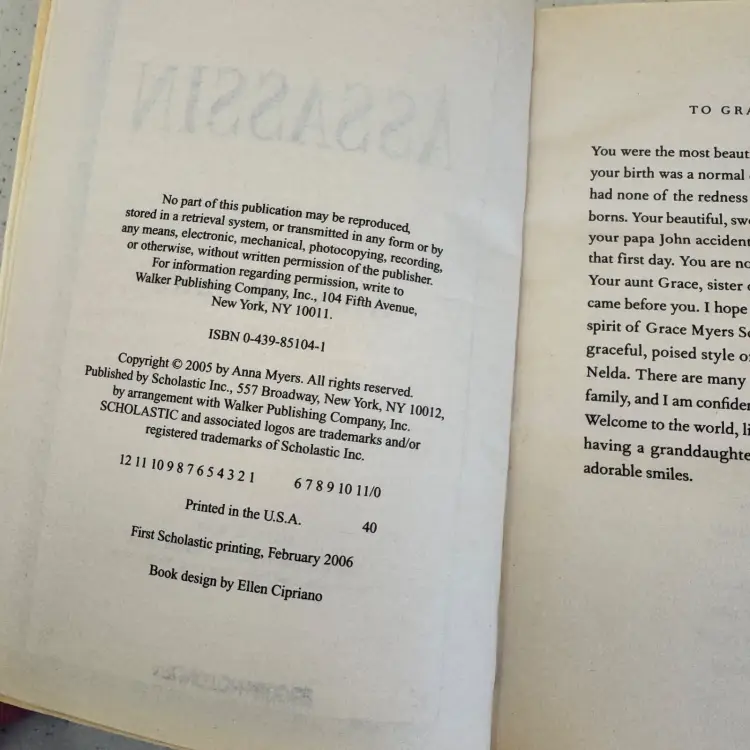 ASSASSIN
No part of this publication may be reproduced,
stored in a retrieval system, or transmitted in any form or by
any means, electronic, mechanical, photocopying, recording,
or otherwise, without written permission of the publisher.
For information regarding permission, write to
Walker Publishing Company, Inc., 104 Fifth Avenue,
New York, NY 10011.
ISBN 0-439-85104-1
Copyright © 2005 by Anna Myers. All rights reserved.
Published by Scholastic Inc., 557 Broadway, New York, NY 10012,
by arrangement with Walker Publishing Company, Inc.
SCHOLASTIC and associated logos are trademarks and/or
registered trademarks of Scholastic Inc.
12 11 10 9 8 7 6 5 4 3 2 1 6 7 8 9 10 11/0
Printed in the U.S.A. 40
First Scholastic printing, February 2006
Book design by Ellen Cipriano
TO GRA
You were the most beauti
your birth was a normal
had none of the redness
borns. Your beautiful, swe
your papa John accident
that first day. You are no
Your aunt Grace, sister
came before you. I hope
spirit of Grace Myers
graceful, poised style
Nelda. There are many
family, and I am confiden
Welcome to the world, li
having a granddaughte
adorable smiles.